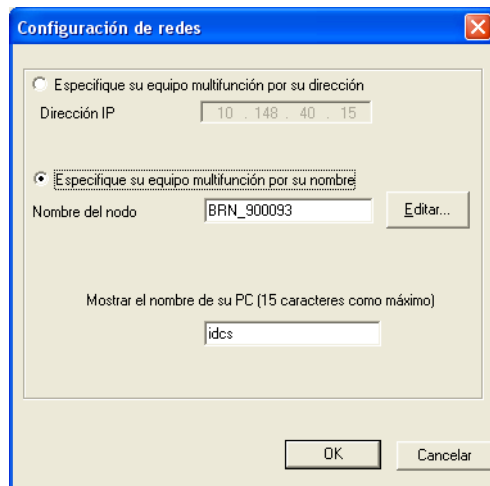 Configuración de redes
Especifique su equipo multifunción por su dirección
Dirección IP 10 . 148 . 40 . 15
Especifique su equipo multifunción por su nombre
Nombre del nodo BRN_900093 Editar...
Mostrar el nombre de su PC (15 caracteres como máximo)
idcs
OK Cancelar